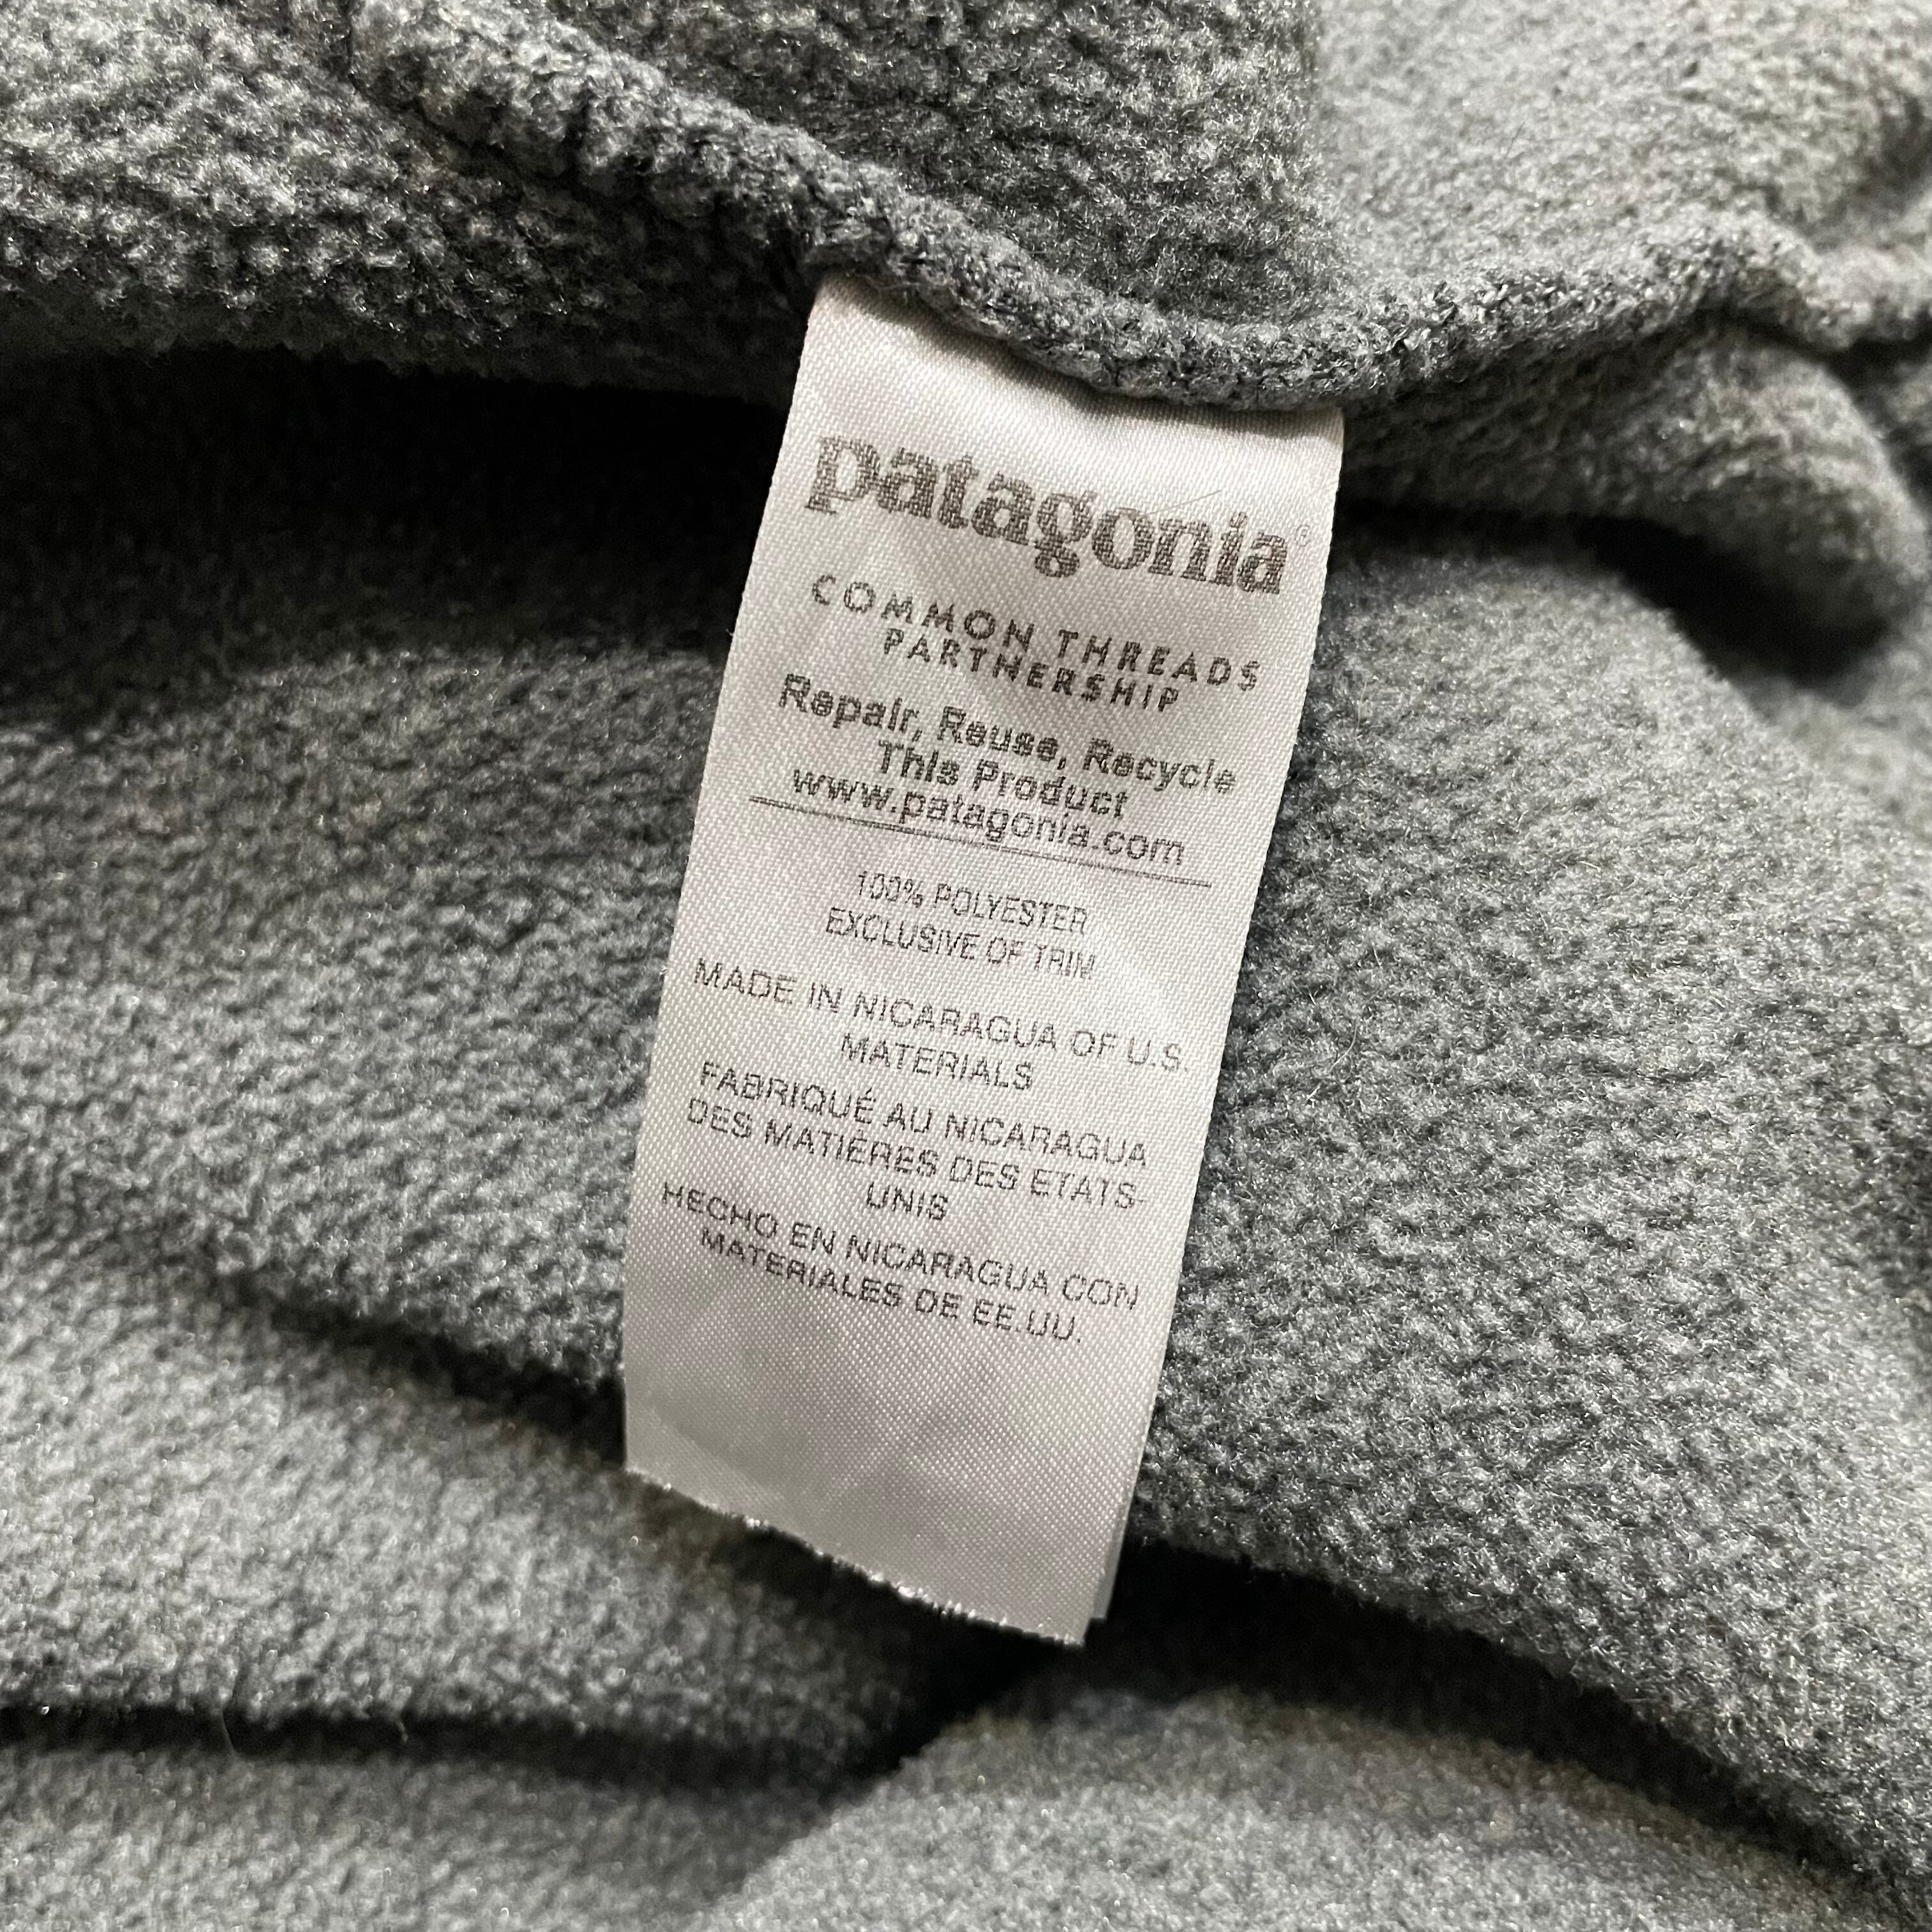 patagonia®
COMMON THREADS
PARTNERSHIP
Repair, Reuse, Recycle
This Product
www.patagonia.com
100% POLYESTER
EXCLUSIVE OF TRIM
MADE IN NICARAGUA OF U.S.
MATERIALS
FABRIQUÉ AU NICARAGUA
DES MATIÈRES DES ETATS-
UNIS
HECHO EN NICARAGUA CON
MATERIALES DE EE.UU.